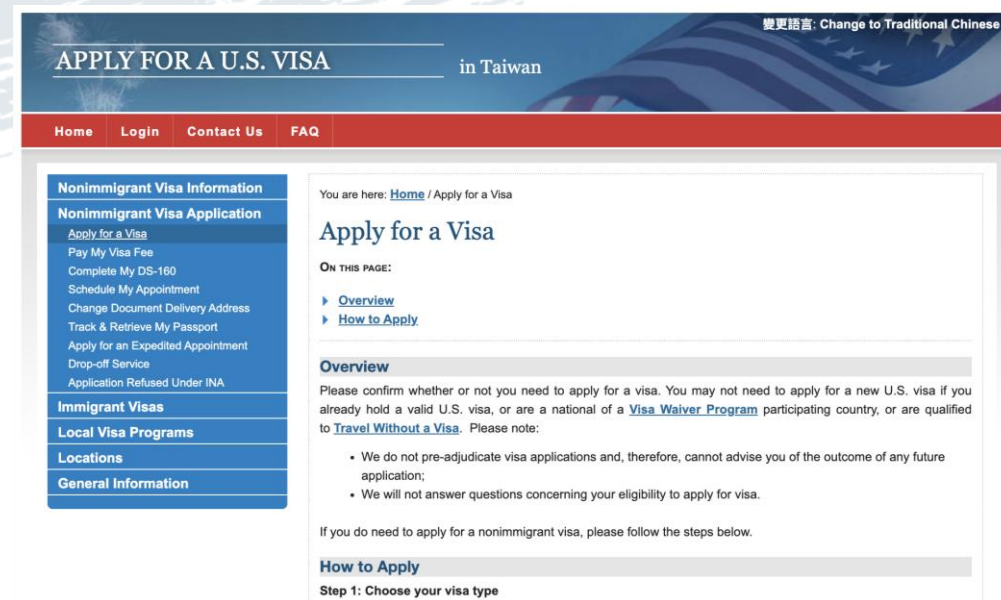 變更語言: Change to Traditional Chinese
APPLY FOR A U.S. VISA
in Taiwan
Home
Login
Contact Us
FAQ
Nonimmigrant Visa Information
Nonimmigrant Visa Application
Apply for a Visa
Pay My Visa Fee
Complete My DS-160
Schedule My Appointment
Change Document Delivery Address
Track & Retrieve My Passport
Apply for an Expedited Appointment
Drop-off Service
Application Refused Under INA
Immigrant Visas
Local Visa Programs
Locations
General Information
You are here: Home / Apply for a Visa
Apply for a Visa
ON THIS PAGE:
Overview
How to Apply
Overview
Please confirm whether or not you need to apply for a visa. You may not need to apply for a new U.S. visa if you
already hold a valid U.S. visa, or are a national of a Visa Waiver Program participating country, or are qualified
to Travel Without a Visa. Please note:
• We do not pre-adjudicate visa applications and, therefore, cannot advise you of the outcome of any future
application;
• We will not answer questions concerning your eligibility to apply for visa.
If you do need to apply for a nonimmigrant visa, please follow the steps below.
How to Apply
Step 1: Choose your visa type